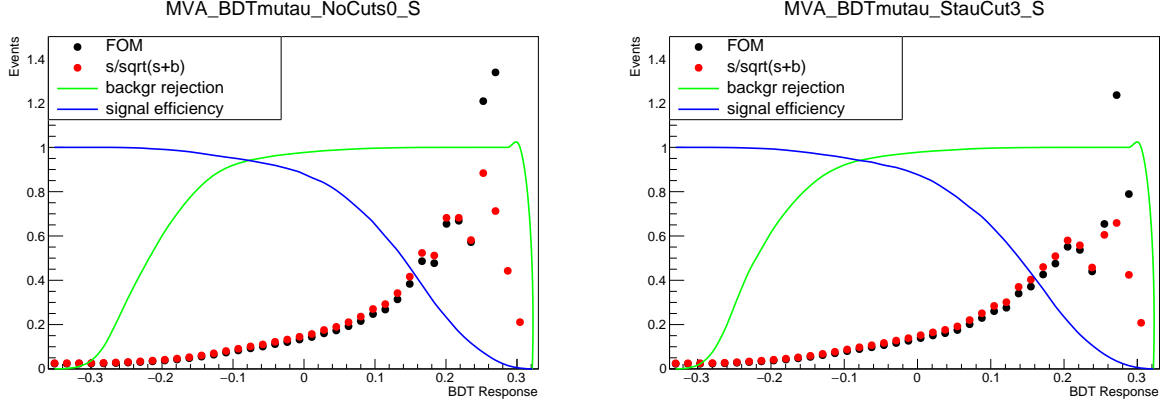 MVA_BDTmutau_NoCuts0_S
Events
1.4
1.2
1
0.8
0.6
0.4
0.2
0
FOM
s/sqrt(s+b)
backgr rejection
signal efficiency
−0.3 −0.2 −0.1 0 0.1 0.2 0.3
BDT Response
MVA_BDTmutau_StauCut3_S
Events
1.4
1.2
1
0.8
0.6
0.4
0.2
0
FOM
s/sqrt(s+b)
backgr rejection
signal efficiency
−0.3 −0.2 −0.1 0 0.1 0.2 0.3
BDT Response